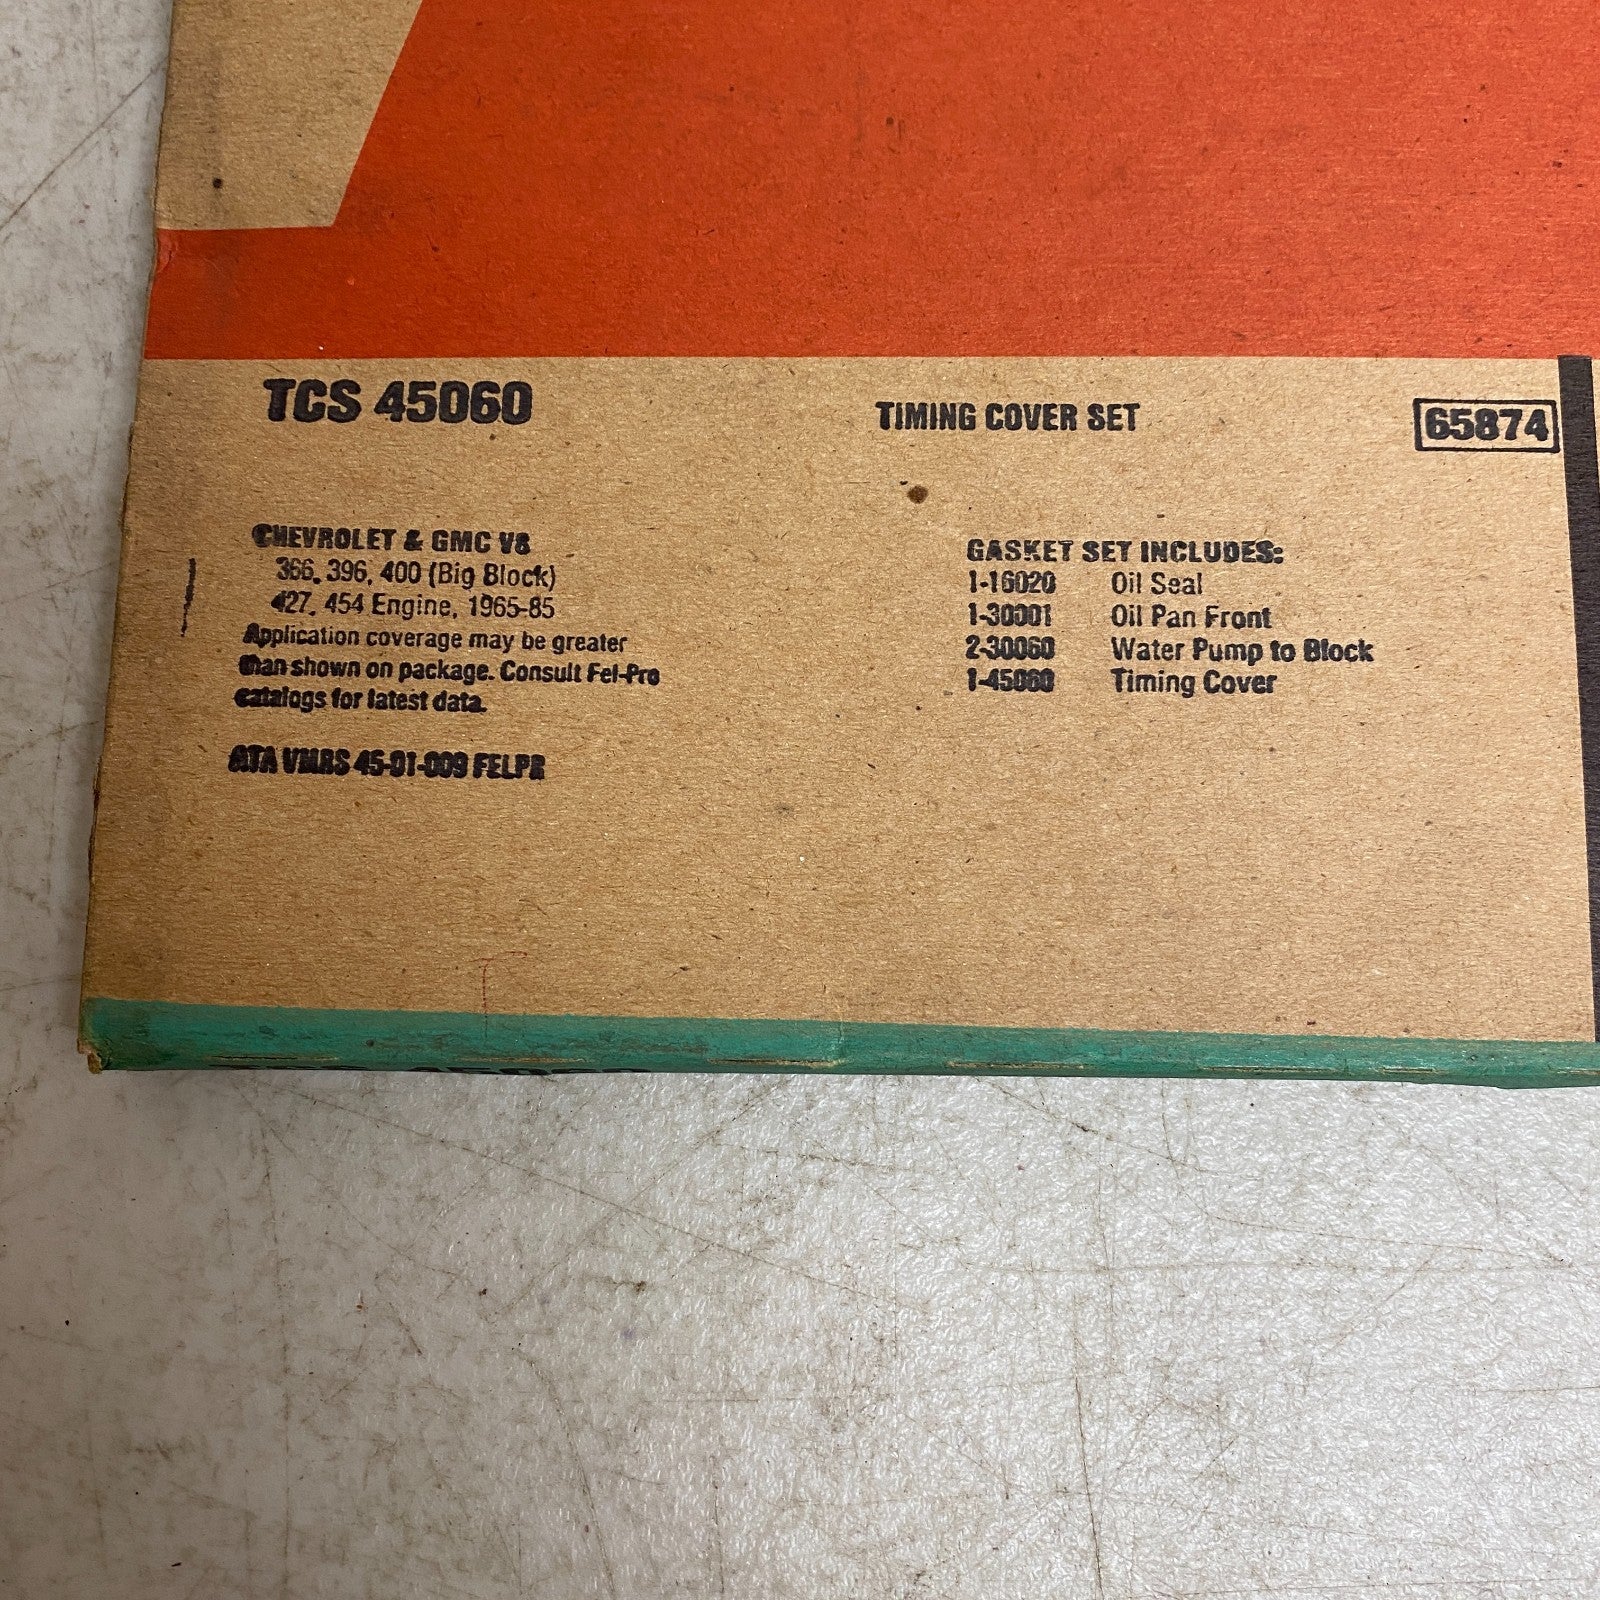 TCS 45060
TIMING COVER SET
65874
CHEVROLET & GMC V8
366, 396, 400 (Big Block)
427, 454 Engine, 1965-85
Application coverage may be greater
than shown on package. Consult Fel-Pro
catalogs for latest data.
ATA VMRS 45-01-009 FELPR
GASKET SET INCLUDES:
1-16020 Oil Seal
1-30001 Oil Pan Front
2-30060 Water Pump to Block
1-45060 Timing Cover